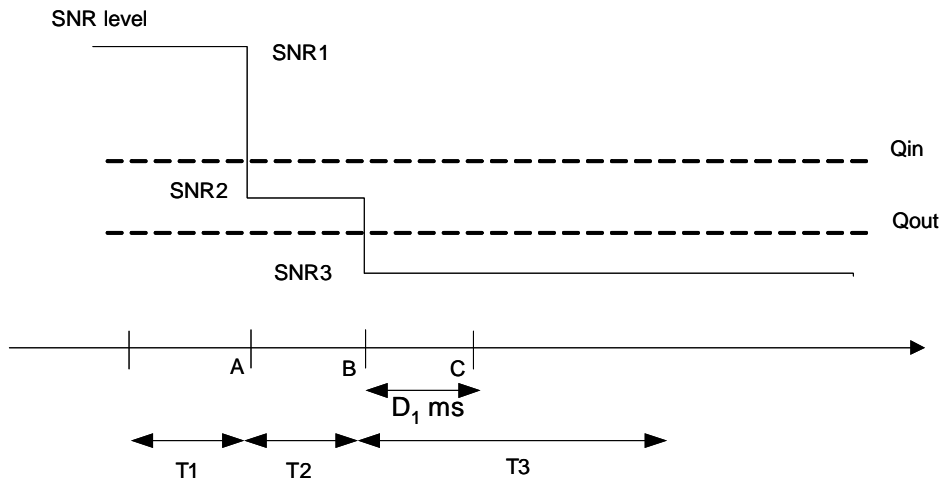 SNR level
SNR1
Qin
SNR2
Qout
SNR3
A
B
C
D₁ ms
T1
T2
T3